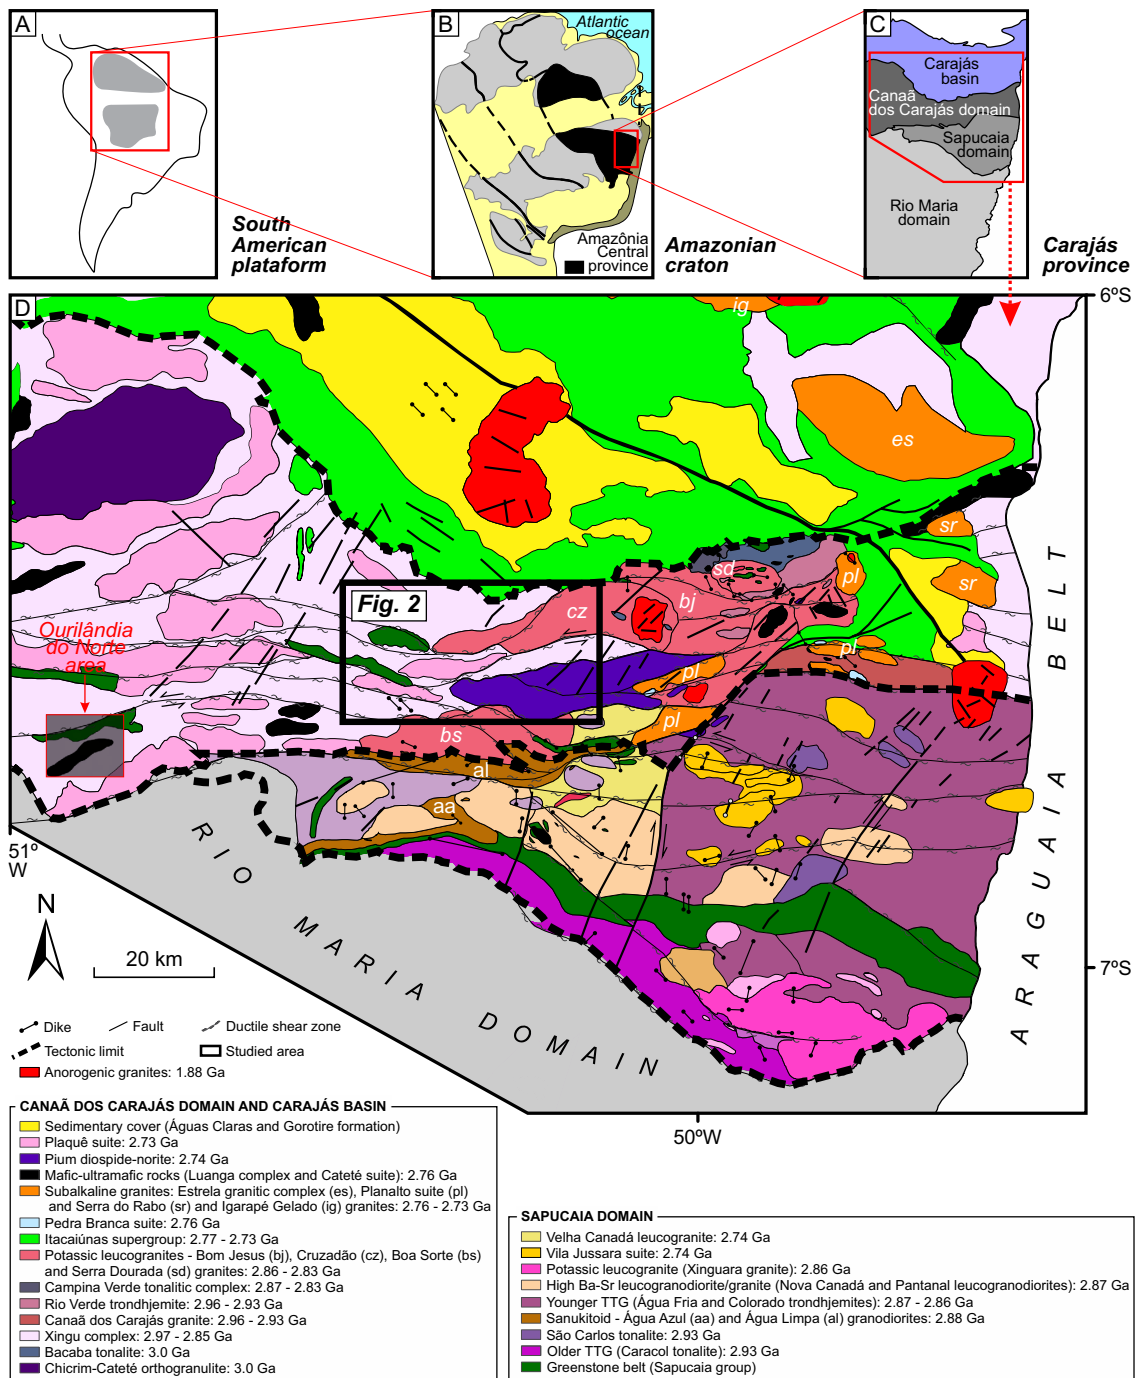 A
B
Atlantic
ocean
C
Carajás
basin
Canaã
dos Carajás domain
Sapucaia
domain
Rio Maria
domain
South
American
plataform
Amazônia
Central
province
Amazonian
craton
Carajás
province
D
6ºS
ig
es
sr
sd
pl
sr
bj
Fig. 2
cz
Ourilândia
do Norte
area
pl
pl
pl
bs
al
aa
51º
W
RIO MARIA DOMAIN
ARAGUAIA BELT
N
20 km
7ºS
50ºW
Dike
Fault
Ductile shear zone
Tectonic limit
Studied area
Anorogenic granites: 1.88 Ga
CANAÃ DOS CARAJÁS DOMAIN AND CARAJÁS BASIN
Sedimentary cover (Águas Claras and Gorotire formation)
Plaquê suite: 2.73 Ga
Pium diospide-norite: 2.74 Ga
Mafic-ultramafic rocks (Luanga complex and Cateté suite): 2.76 Ga
Subalkaline granites: Estrela granitic complex (es), Planalto suite (pl)
and Serra do Rabo (sr) and Igarapé Gelado (ig) granites: 2.76 - 2.73 Ga
Pedra Branca suite: 2.76 Ga
Itacaiúnas supergroup: 2.77 - 2.73 Ga
Potassic leucogranites - Bom Jesus (bj), Cruzadão (cz), Boa Sorte (bs)
and Serra Dourada (sd) granites: 2.86 - 2.83 Ga
Campina Verde tonalitic complex: 2.87 - 2.83 Ga
Rio Verde trondhjemite: 2.96 - 2.93 Ga
Canaã dos Carajás granite: 2.96 - 2.93 Ga
Xingu complex: 2.97 - 2.85 Ga
Bacaba tonalite: 3.0 Ga
Chicrim-Cateté orthogranulite: 3.0 Ga
SAPUCAIA DOMAIN
Velha Canadá leucogranite: 2.74 Ga
Vila Jussara suite: 2.74 Ga
Potassic leucogranite (Xinguara granite): 2.86 Ga
High Ba-Sr leucogranodiorite/granite (Nova Canadá and Pantanal leucogranodiorites): 2.87 Ga
Younger TTG (Água Fria and Colorado trondhjemites): 2.87 - 2.86 Ga
Sanukitoid - Água Azul (aa) and Água Limpa (al) granodiorites: 2.88 Ga
São Carlos tonalite: 2.93 Ga
Older TTG (Caracol tonalite): 2.93 Ga
Greenstone belt (Sapucaia group)